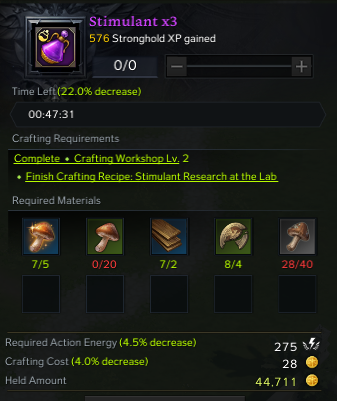 Stimulant x3
576 Stronghold XP gained
0/0
Time Left (22.0% decrease)
00:47:31
Crafting Requirements
Complete • Crafting Workshop Lv. 2
• Finish Crafting Recipe: Stimulant Research at the Lab
Required Materials
7/5 0/20 7/2 8/4 28/40
Required Action Energy (4.5% decrease) 275
Crafting Cost (4.0% decrease) 28
Held Amount 44,711